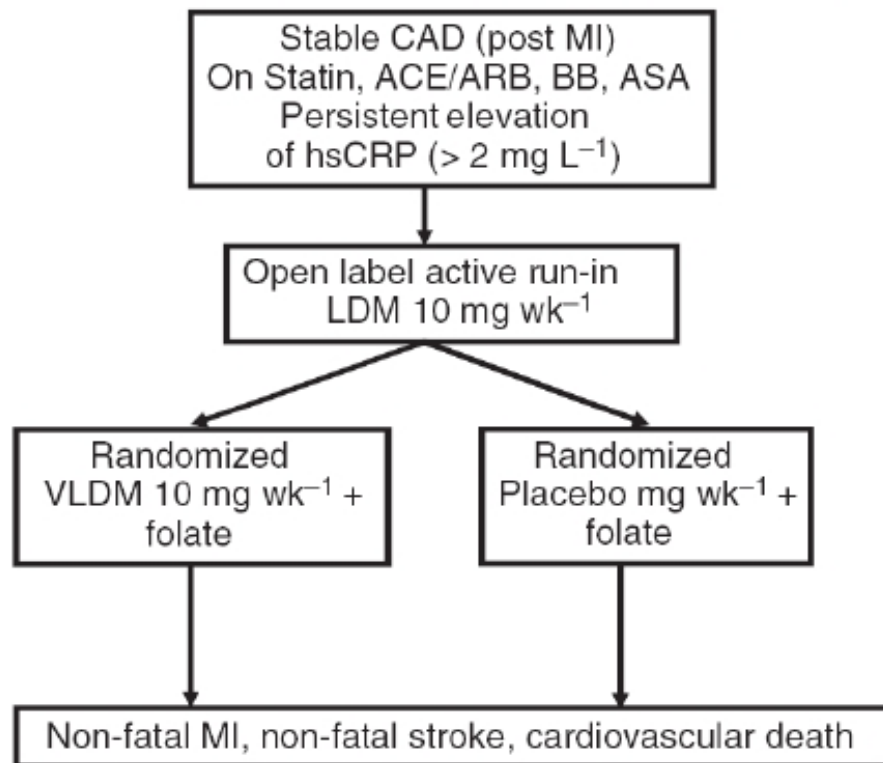 Stable CAD (post MI)
On Statin, ACE/ARB, BB, ASA
Persistent elevation
of hsCRP (> 2 mg L⁻¹)
Open label active run-in
LDM 10 mg wk⁻¹
Randomized
VLDM 10 mg wk⁻¹ +
folate
Randomized
Placebo mg wk⁻¹ +
folate
Non-fatal MI, non-fatal stroke, cardiovascular death